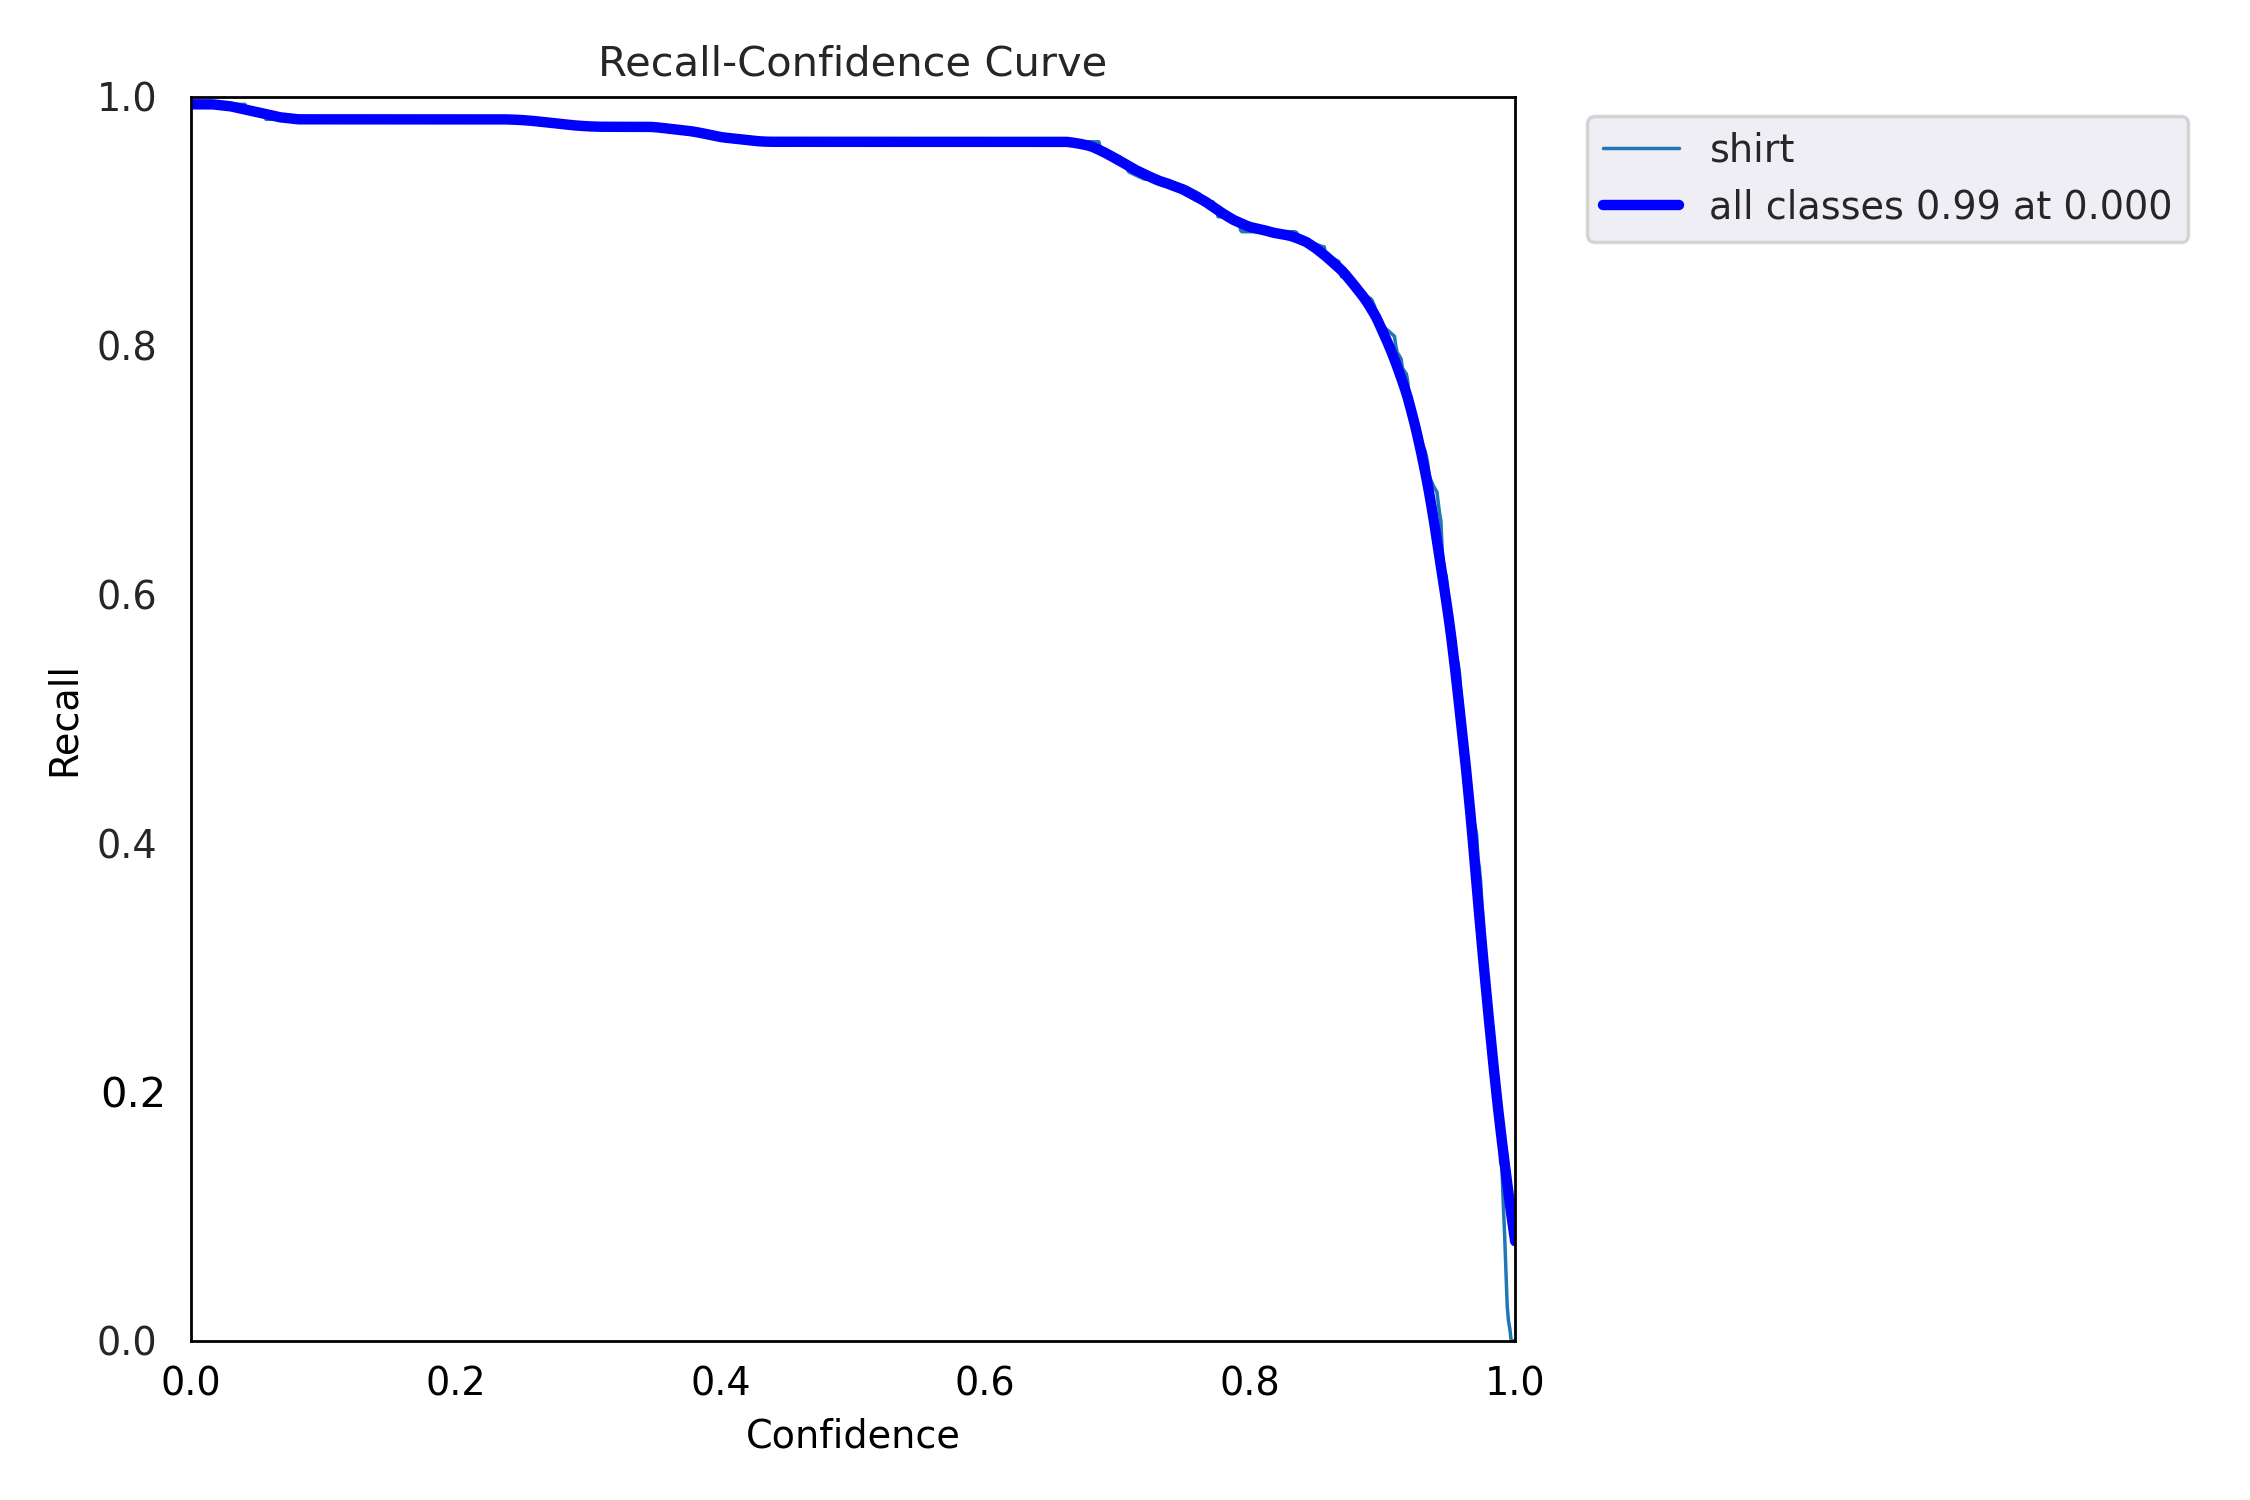 Recall-Confidence Curve
1.0
0.8
0.6
0.4
0.2
0.0
Recall
0.0 0.2 0.4 0.6 0.8 1.0
Confidence
shirt
all classes 0.99 at 0.000